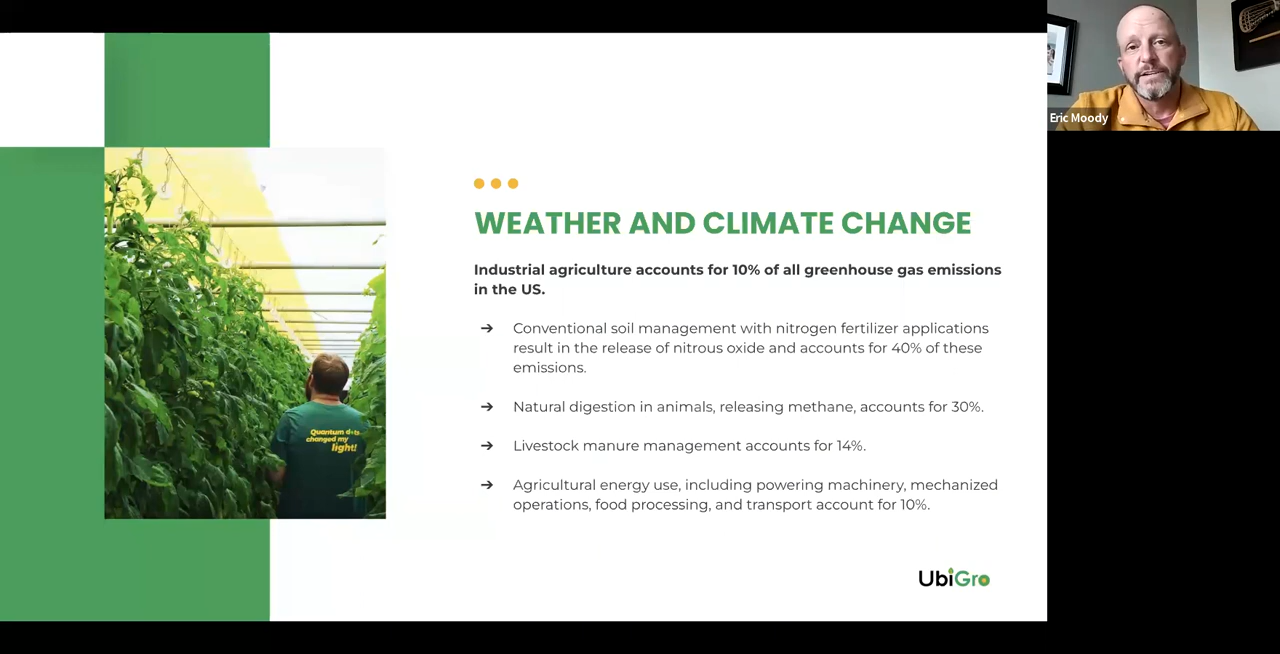 WEATHER AND CLIMATE CHANGE
Industrial agriculture accounts for 10% of all greenhouse gas emissions
in the US.
➔ Conventional soil management with nitrogen fertilizer applications
result in the release of nitrous oxide and accounts for 40% of these
emissions.
➔ Natural digestion in animals, releasing methane, accounts for 30%.
➔ Livestock manure management accounts for 14%.
➔ Agricultural energy use, including powering machinery, mechanized
operations, food processing, and transport account for 10%.
Quantum dots
changed my
light!
UbiGro
Eric Moody